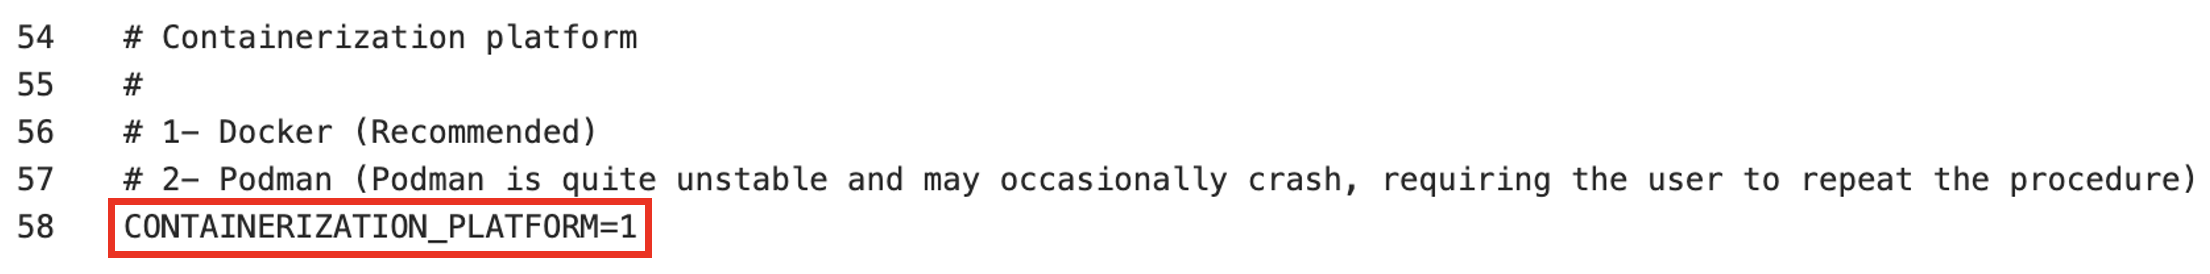 54 # Containerization platform
55 #
56 # 1- Docker (Recommended)
57 # 2- Podman (Podman is quite unstable and may occasionally crash, requiring the user to repeat the procedure)
58 CONTAINERIZATION_PLATFORM=1